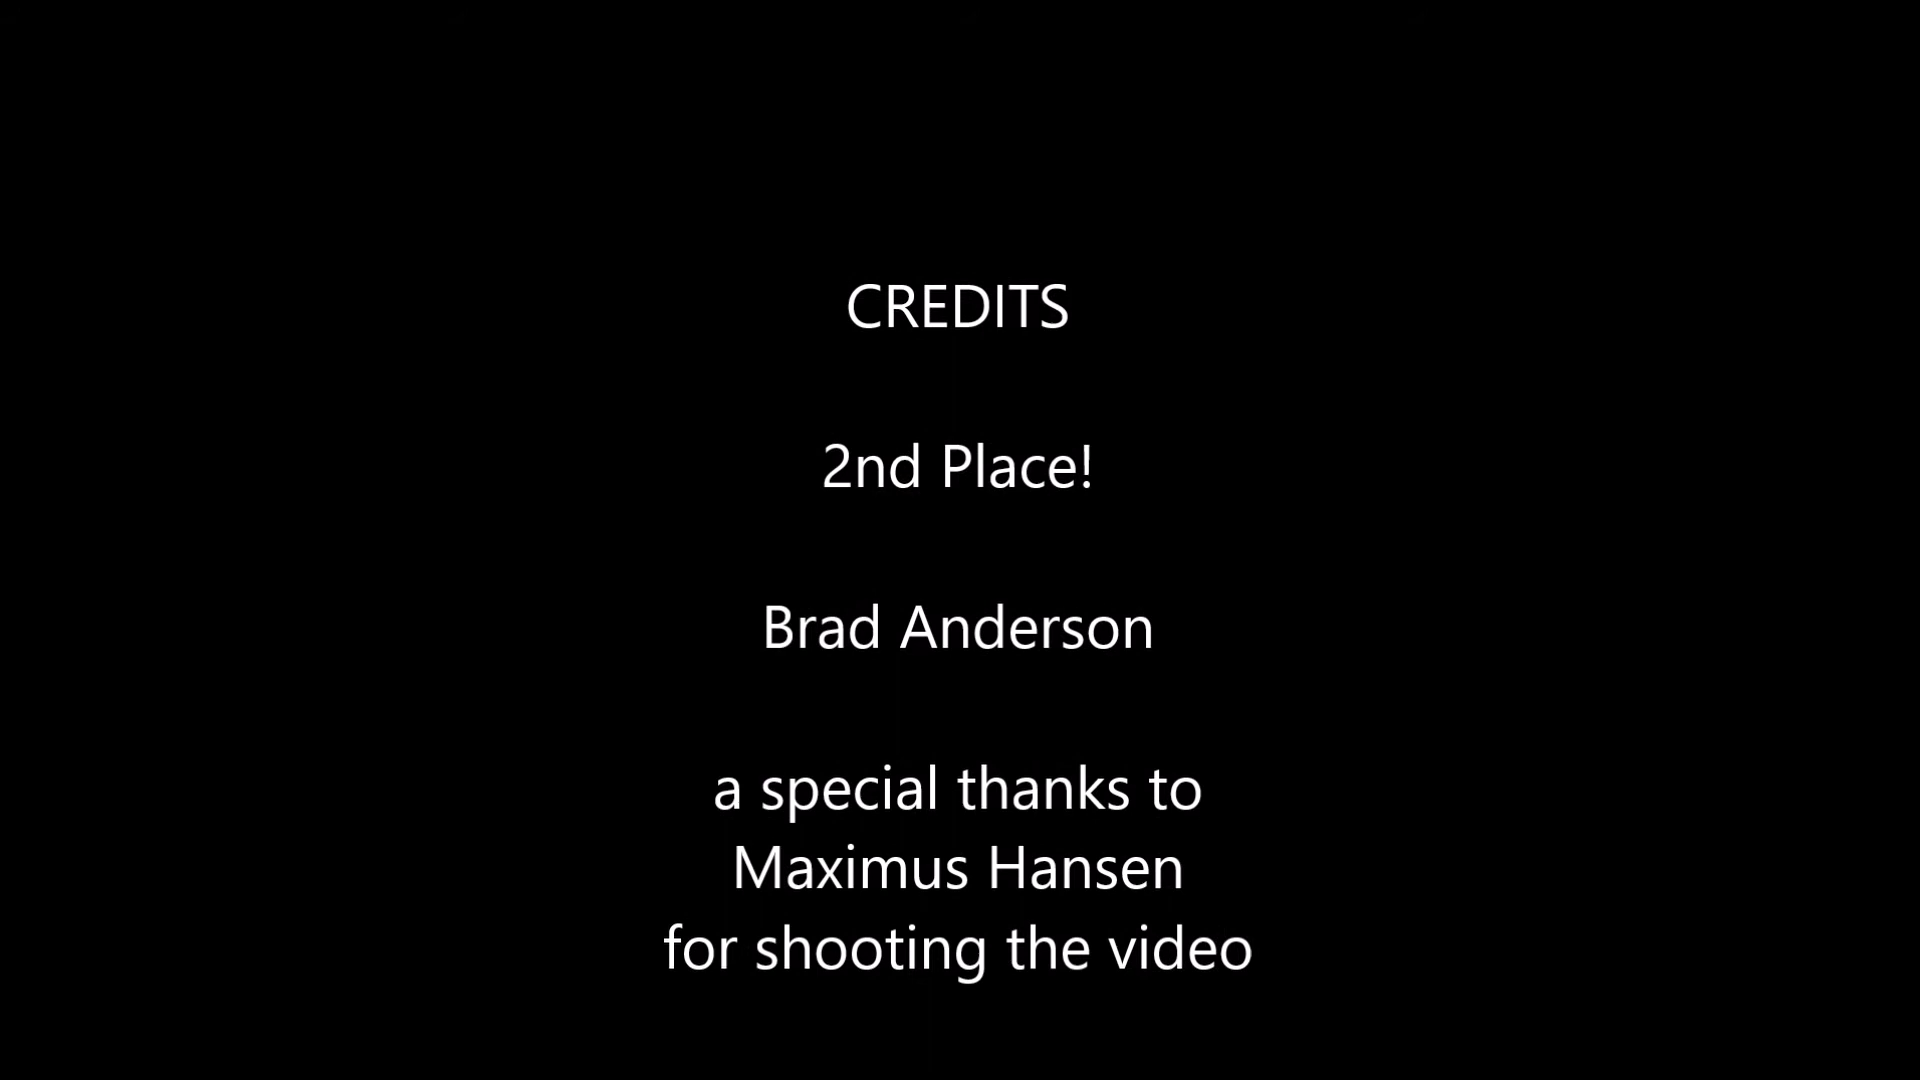 CREDITS
2nd Place!
Brad Anderson
a special thanks to
Maximus Hansen
for shooting the video